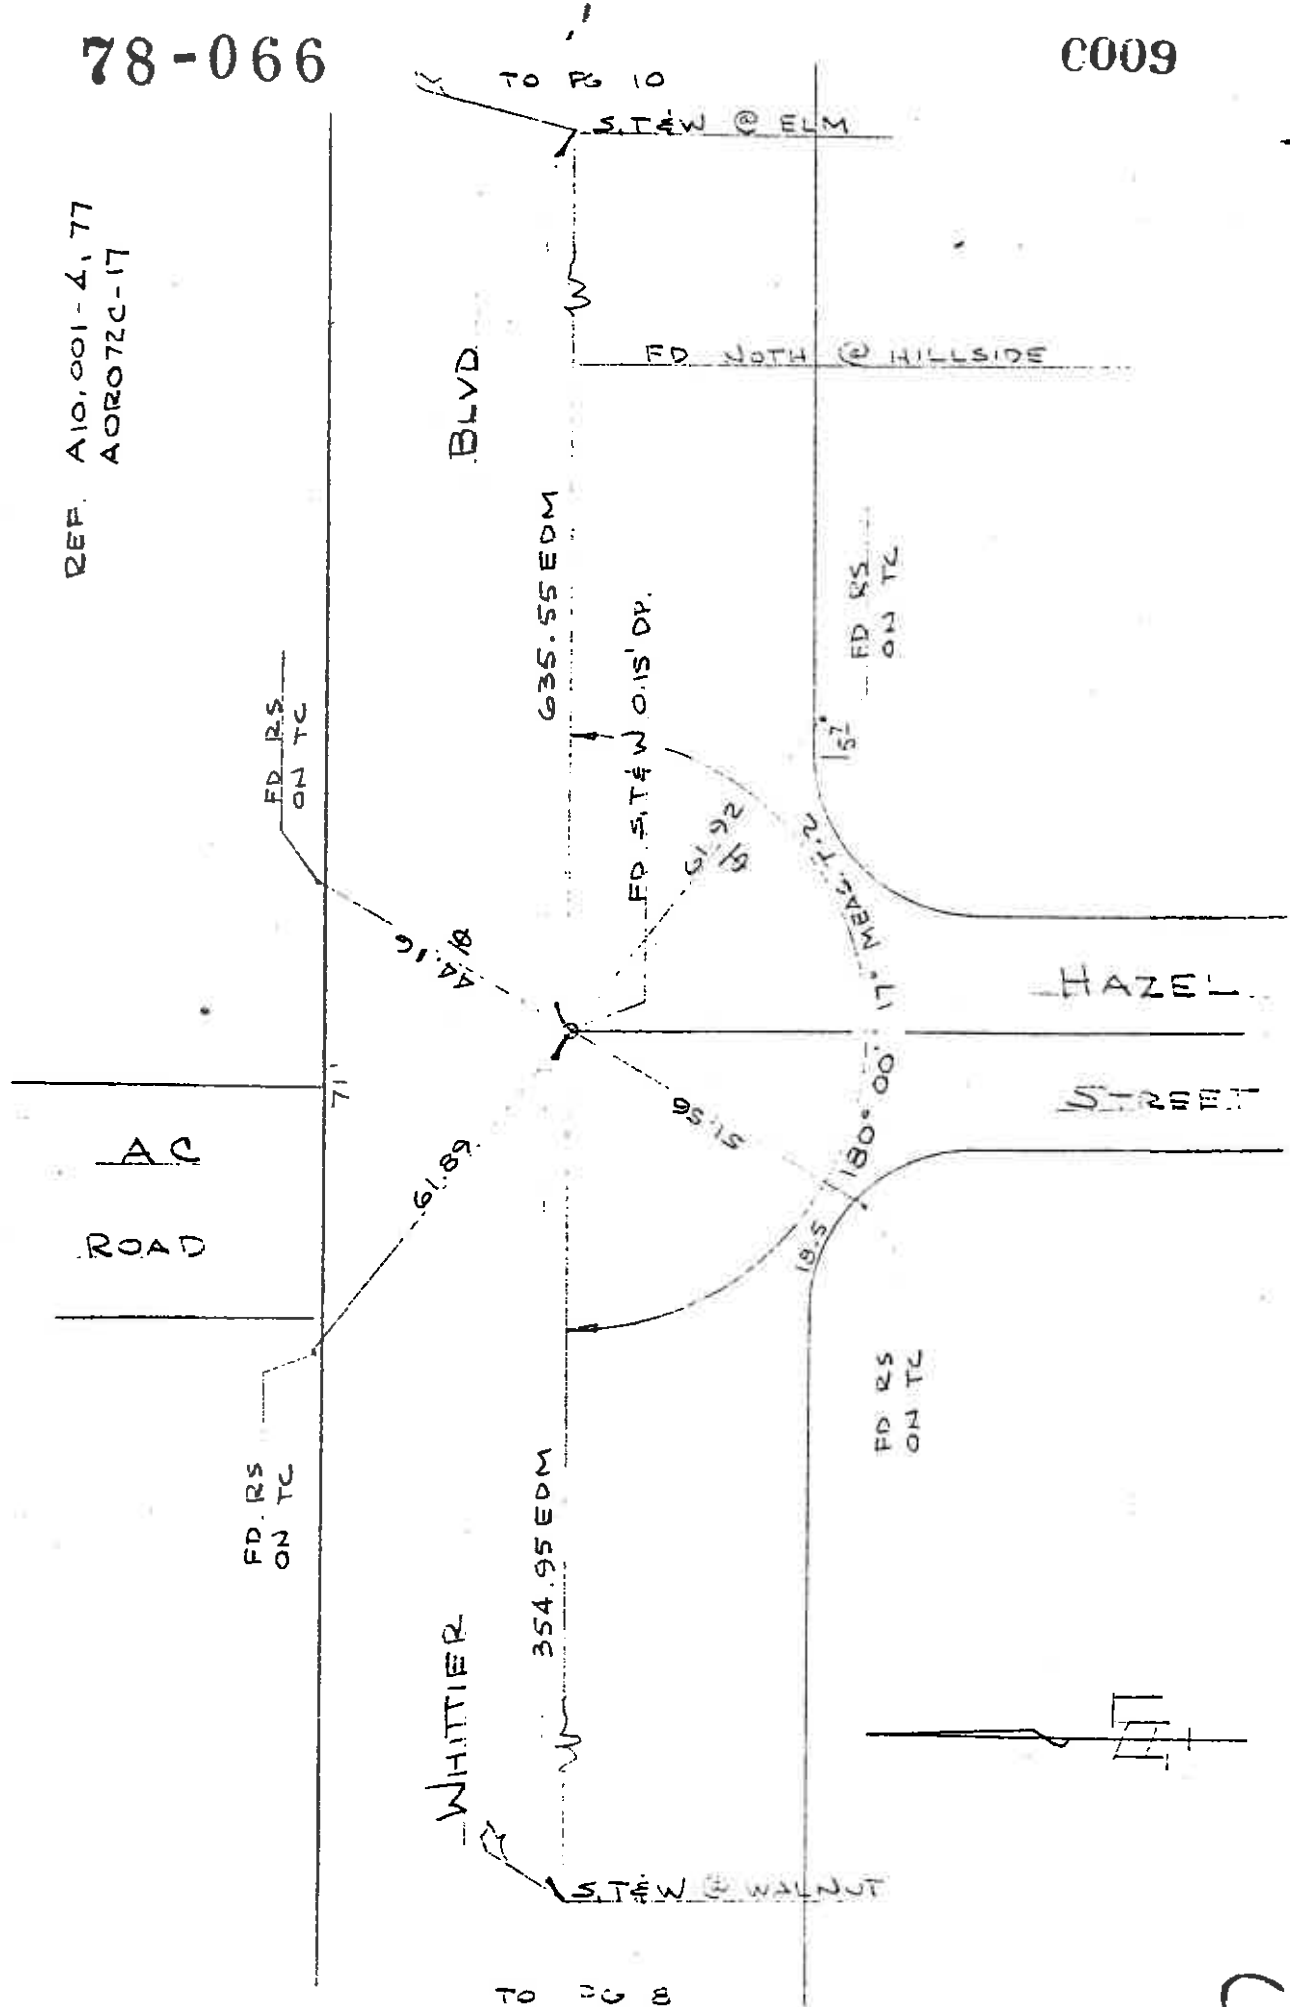 78-066
C009
TO PG 10
S,T&W @ ELM
REF. A10,001-4,77
AOR072C-17
BLVD
FD NOTH @ HILLSIDE
635.55 EDM
FD RS
ON TC
FD RS
ON TC
FD. S,T&W 0.15' DP.
61.92
44.16
MEAS. T.2
180° 00' 17"
HAZEL
STREET
71'
AC
ROAD
61.89
51.56
18.5
FD RS
ON TC
FD. RS
ON TC
354.95 EDM
WHITTIER
S,T&W @ WALNUT
TO PG 8